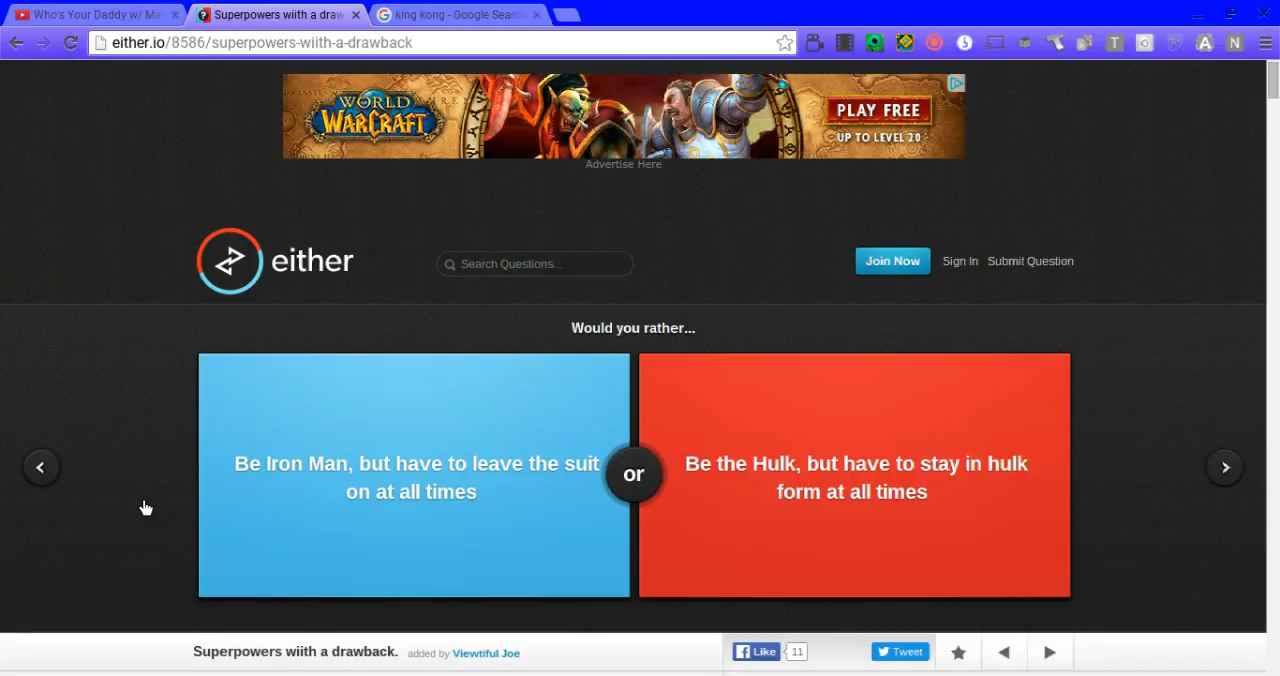 Who's Your Daddy w/ Ma
Superpowers wiith a draw
king kong - Google Sear
either.io/8586/superpowers-wiith-a-drawback
WORLD
WARCRAFT
PLAY FREE
UP TO LEVEL 20
Advertise Here
either
Search Questions...
Join Now
Sign In
Submit Question
Would you rather...
Be Iron Man, but have to leave the suit
on at all times
or
Be the Hulk, but have to stay in hulk
form at all times
Superpowers wiith a drawback.
added by Viewtiful Joe
Like
11
Tweet